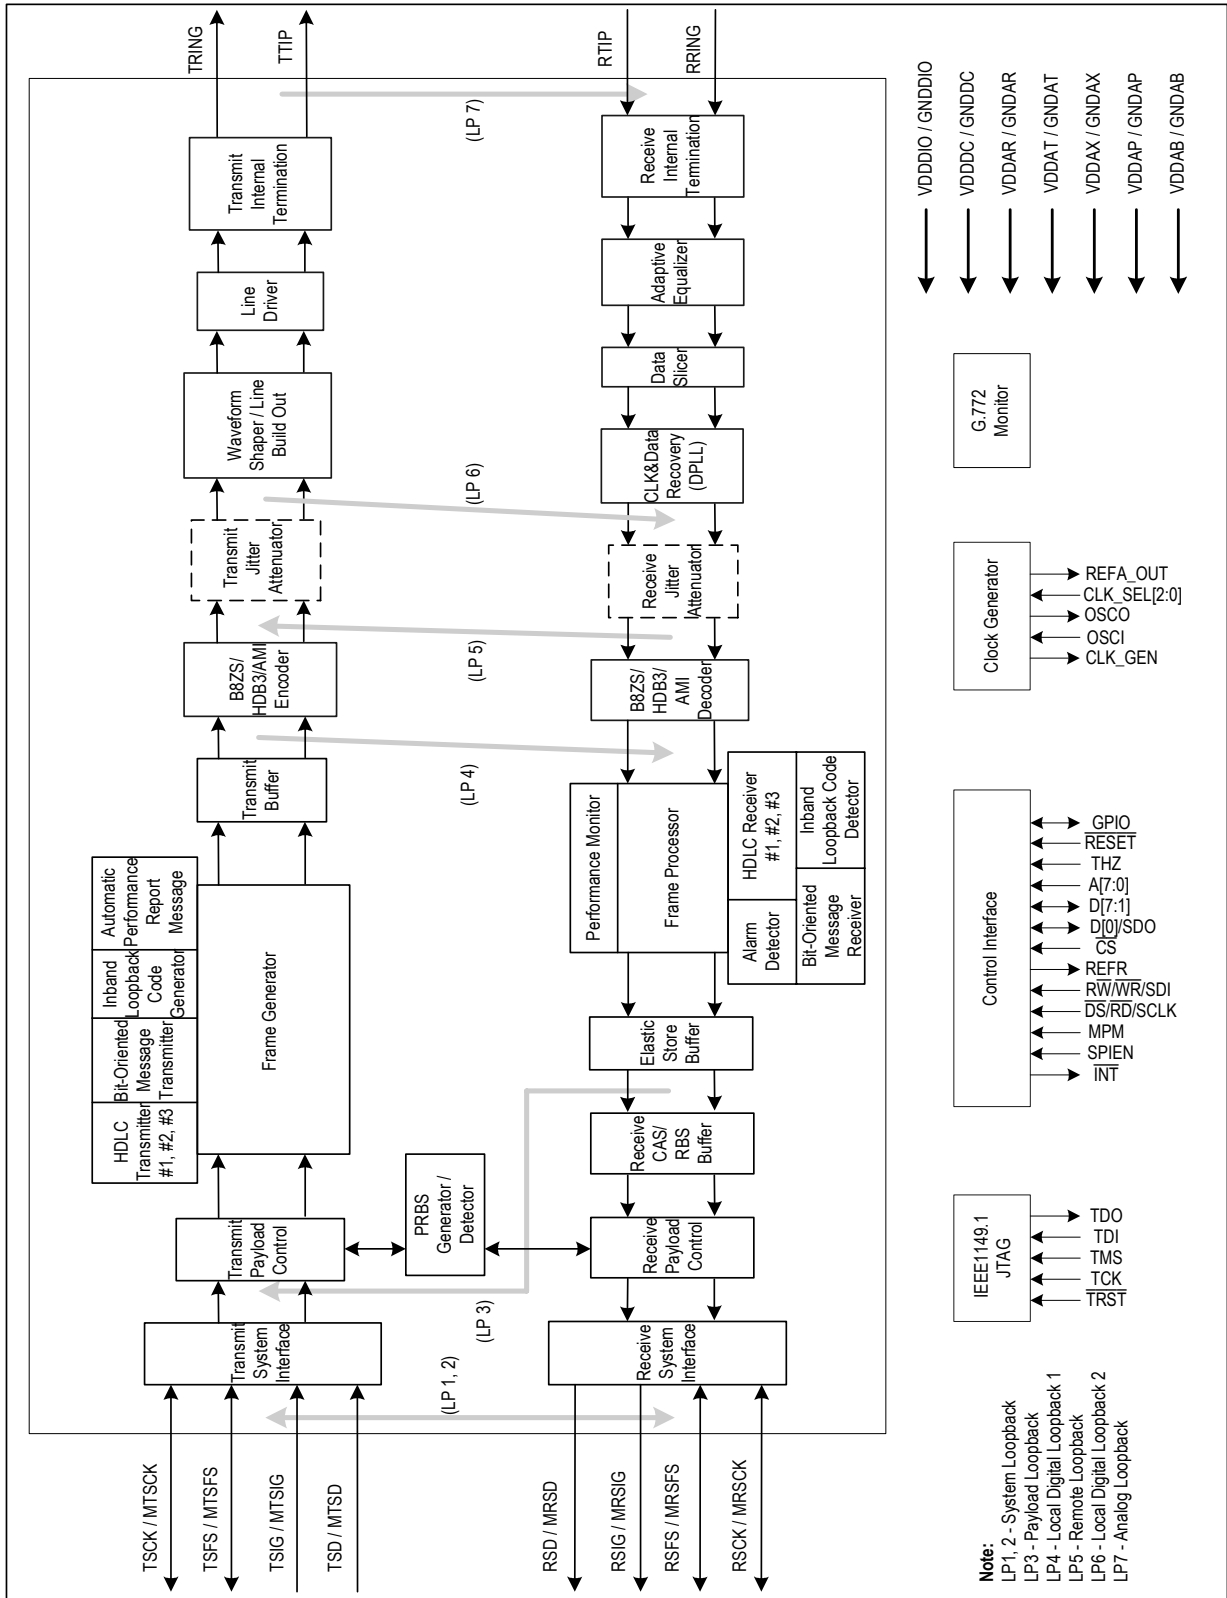 TRING
TTIP
RTIP
RRING
(LP 7)
Transmit
Internal
Termination
Receive
Internal
Termination
Line
Driver
Adaptive
Equalizer
Waveform
Shaper / Line
Build Out
Data
Slicer
(LP 6)
CLK&Data
Recovery
(DPLL)
Transmit
Jitter
Attenuator
Receive
Jitter
Attenuator
(LP 5)
B8ZS/
HDB3/AMI
Encoder
B8ZS/
HDB3/
AMI
Decoder
(LP 4)
Transmit
Buffer
Automatic
Performance
Report
Message
Inband
Loopback
Code
Generator
Bit-Oriented
Message
Transmitter
HDLC
Transmitter
#1, #2, #3
Frame Generator
Performance Monitor
Frame Processor
HDLC Receiver
#1, #2, #3
Inband
Loopback Code
Detector
Alarm
Detector
Bit-Oriented
Message
Receiver
Elastic
Store
Buffer
Receive
CAS/
RBS
Buffer
PRBS
Generator /
Detector
Transmit
Payload
Control
Receive
Payload
Control
(LP 3)
Transmit
System
Interface
Receive
System
Interface
(LP 1, 2)
TSCK / MTSCK
TSFS / MTSFS
TSIG / MTSIG
TSD / MTSD
RSD / MRSD
RSIG / MRSIG
RSFS / MRSFS
RSCK / MRSCK
VDDDIO / GNDDIO
VDDDC / GNDDC
VDDAR / GNDAR
VDDAT / GNDAT
VDDAX / GNDAX
VDDAP / GNDAP
VDDAB / GNDAB
G.772
Monitor
Clock Generator
REFA_OUT
CLK_SEL[2:0]
OSCO
OSCI
CLK_GEN
Control Interface
GPIO
RESET
THZ
A[7:0]
D[7:1]
D[0]/SDO
CS
REFR
RW/WR/SDI
DS/RD/SCLK
MPM
SPIEN
INT
IEEE1149.1
JTAG
TDO
TDI
TMS
TCK
TRST
Note:
LP1, 2 - System Loopback
LP3 - Payload Loopback
LP4 - Local Digital Loopback 1
LP5 - Remote Loopback
LP6 - Local Digital Loopback 2
LP7 - Analog Loopback